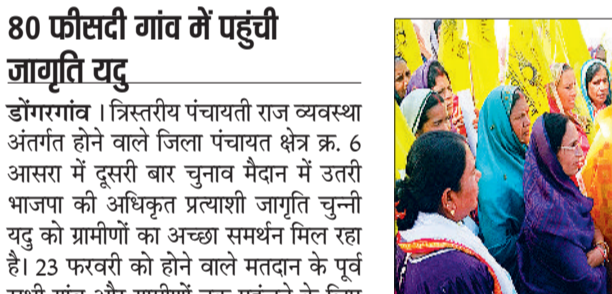 80 फीसदी गांव में पहुंची
जागृति यदु
डोंगरगांव । त्रिस्तरीय पंचायती राज व्यवस्था
अंतर्गत होने वाले जिला पंचायत क्षेत्र क्र. 6
आसरा में दूसरी बार चुनाव मैदान में उतरी
भाजपा की अधिकृत प्रत्याशी जागृति चुन्नी
यदु को ग्रामीणों का अच्छा समर्थन मिल रहा
है। 23 फरवरी को होने वाले मतदान के पूर्व